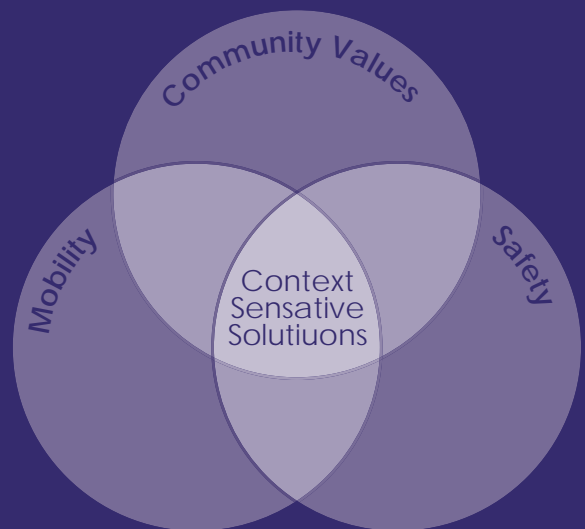 Community Values
Mobility
Safety
Context
Sensative
Solutiuons